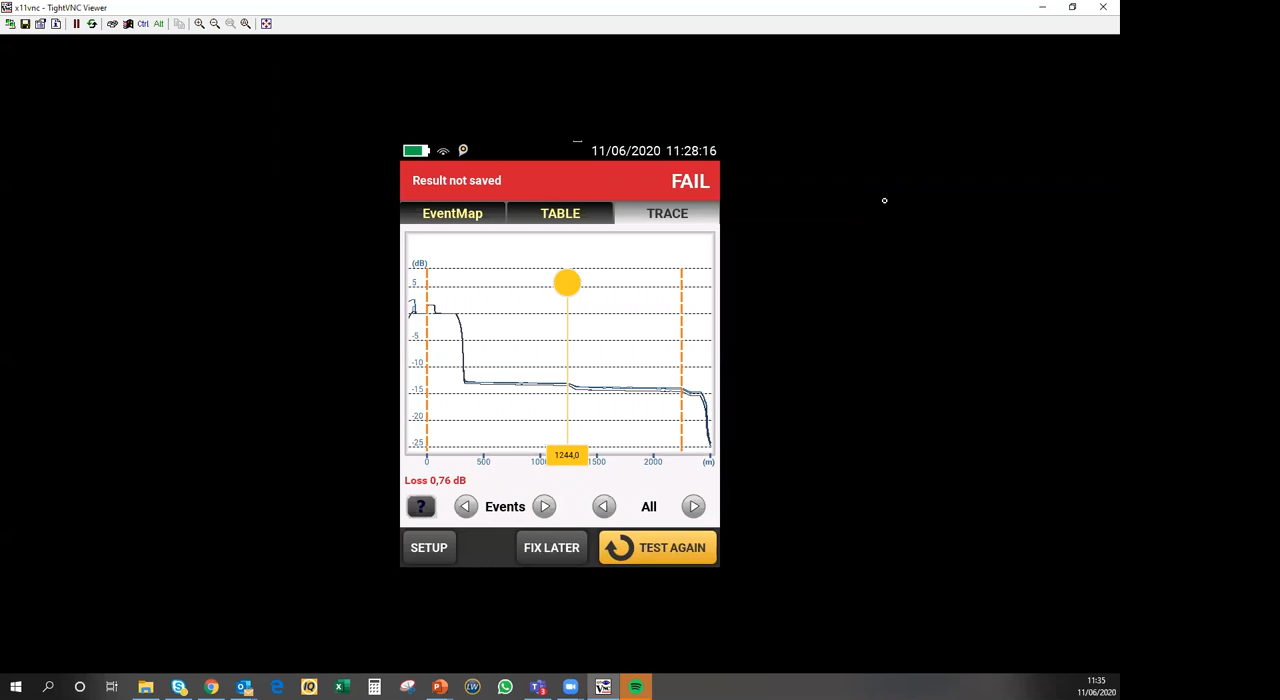 x11vnc - TightVNC Viewer
Ctrl Alt
11/06/2020 11:28:16
Result not saved FAIL
EventMap TABLE TRACE
(dB)
5
-5
-10
-15
-20
-25
1244,0
0 500 1500 2000 (m)
Loss 0,76 dB
? Events All
SETUP FIX LATER TEST AGAIN
11:35
11/06/2020